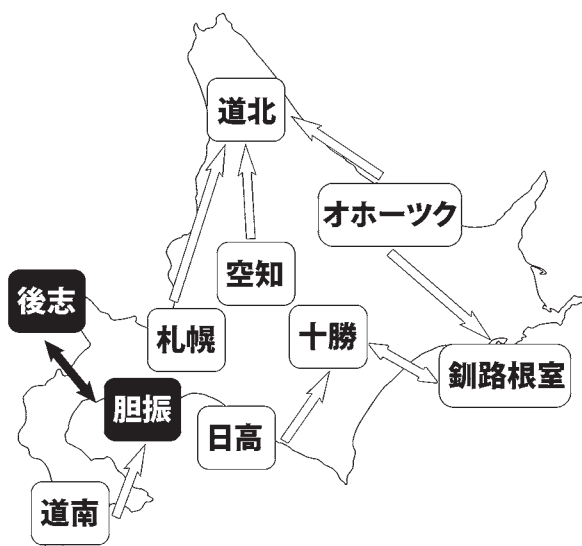 道北
オホーツク
空知
後志
札幌
十勝
釧路根室
胆振
日高
道南